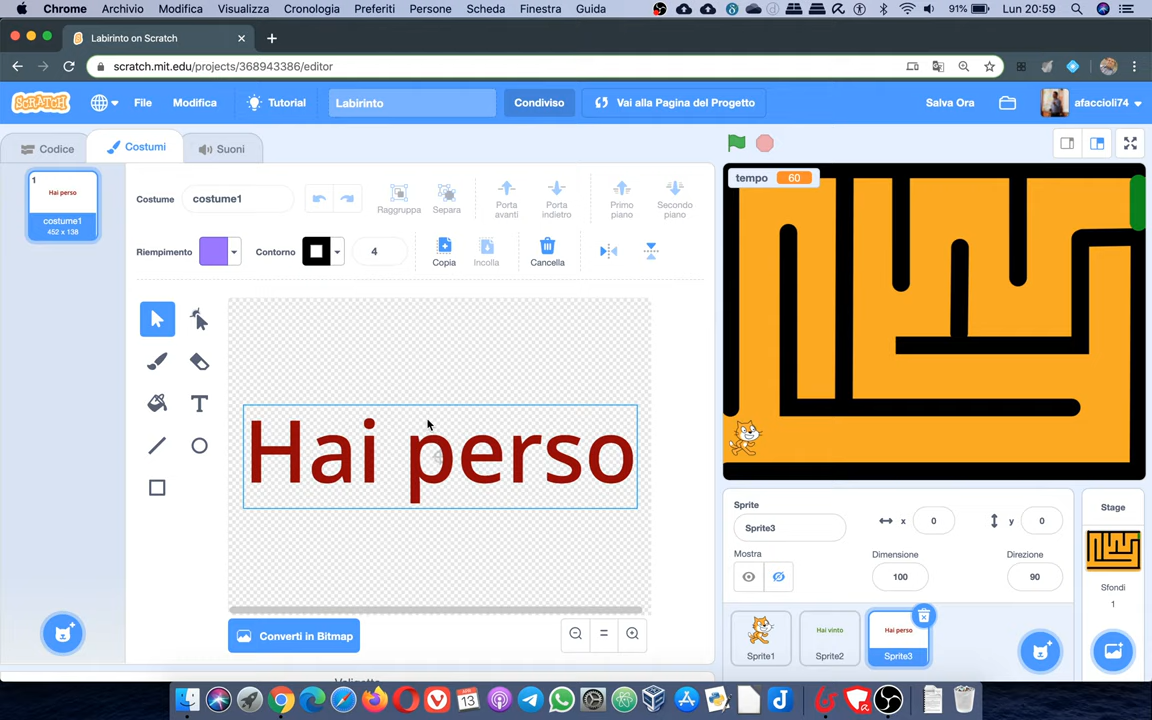 Chrome Archivio Modifica Visualizza Cronologia Preferiti Persone Scheda Finestra Guida 91% Lun 20:59
Labirinto on Scratch
scratch.mit.edu/projects/368943386/editor
SCRATCH File Modifica Tutorial Labirinto Condiviso Vai alla Pagina del Progetto Salva Ora afaccioli74
Codice Costumi Suoni
1
Hai perso
costume1
452 x 138
Costume costume1 Raggruppa Separa Porta avanti Porta indietro Primo piano Secondo piano
Riempimento Contorno 4 Copia Incolla Cancella
T
Hai perso
Converti in Bitmap
tempo 60
Sprite
Sprite3 x 0 y 0
Mostra Dimensione Direzione
100 90
Sprite1
Hai vinto
Sprite2
Hai perso
Sprite3
Stage
Sfondi
1
APR
13